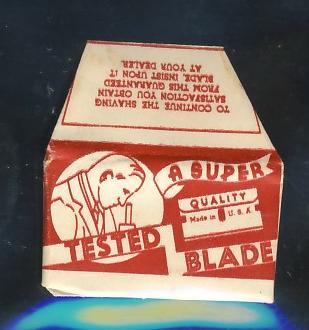 TO CONTINUE THE SHAVING
SATISFACTION YOU OBTAIN
FROM THIS GUARANTEED
BLADE, INSIST UPON IT
AT YOUR DEALER.
A SUPER
QUALITY
Made in U.S.A.
TESTED
BLADE